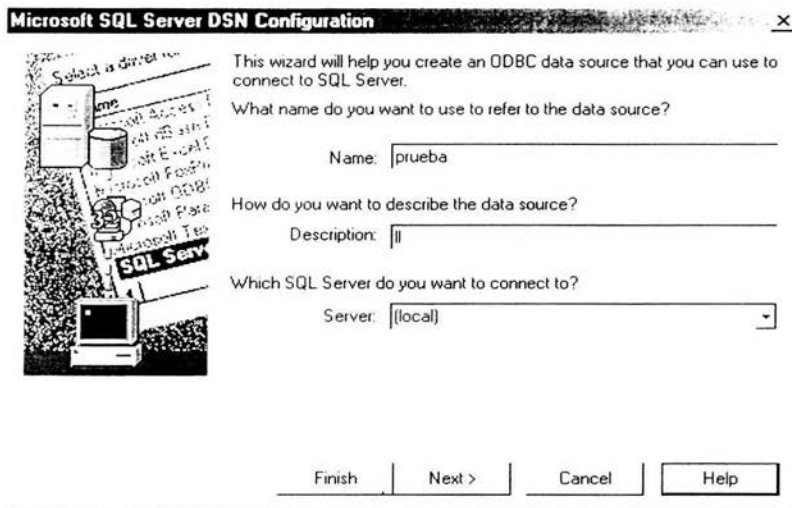 Microsoft SQL Server DSN Configuration
This wizard will help you create an ODBC data source that you can use to
connect to SQL Server.
What name do you want to use to refer to the data source?
Name: prueba
How do you want to describe the data source?
Description: ||
Which SQL Server do you want to connect to?
Server: (local)
Select a driver for
SQL Serv
Finish
Next >
Cancel
Help